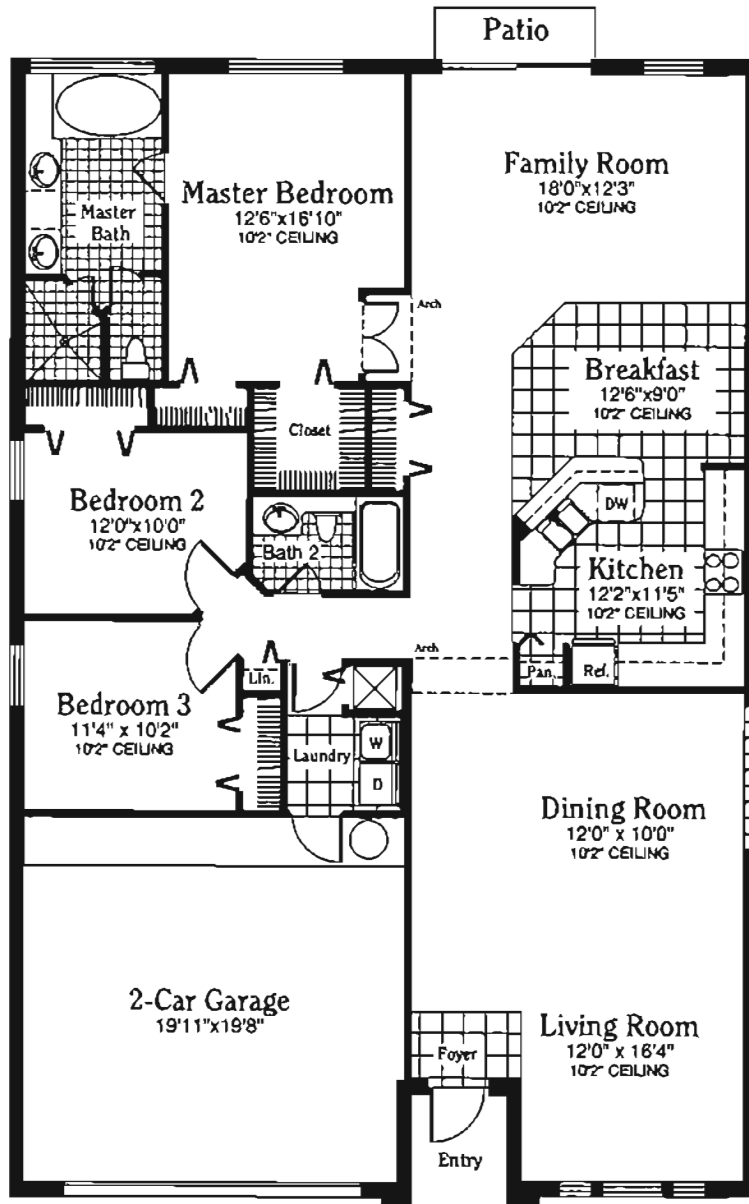 Patio
Family Room
18'0"x12'3"
10'2" CEILING
Master Bedroom
12'6"x16'10"
10'2" CEILING
Master
Bath
Arch
Breakfast
12'6"x9'0"
10'2" CEILING
Closet
Bedroom 2
12'0"x10'0"
10'2" CEILING
DW
Bath 2
Kitchen
12'2"x11'5"
10'2" CEILING
Arch
Pan.
Ref.
Lin.
Bedroom 3
11'4" x 10'2"
10'2" CEILING
W
Laundry
D
Dining Room
12'0" x 10'0"
10'2" CEILING
2-Car Garage
19'11"x19'8"
Living Room
12'0" x 16'4"
10'2" CEILING
Foyer
Entry